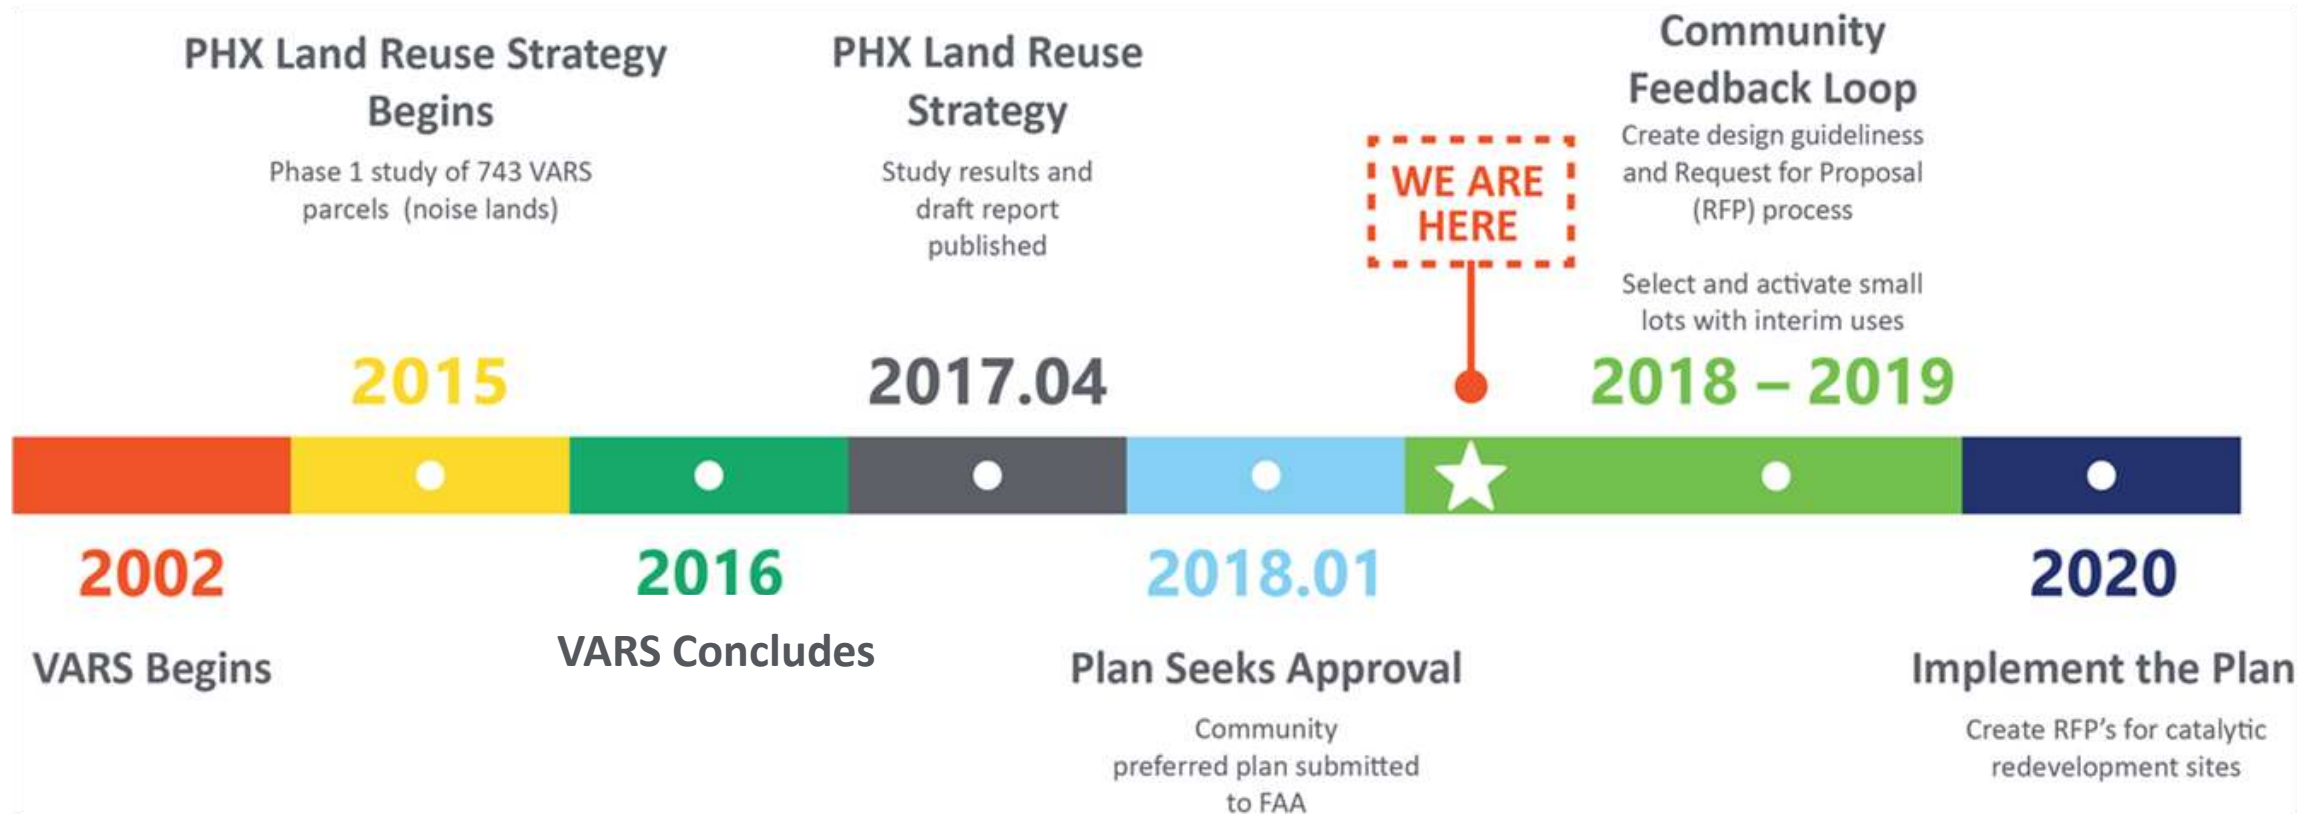 PHX Land Reuse Strategy
Begins
Phase 1 study of 743 VARS
parcels (noise lands)
2015
PHX Land Reuse
Strategy
Study results and
draft report
published
2017.04
WE ARE
HERE
Community
Feedback Loop
Create design guideliness
and Request for Proposal
(RFP) process
Select and activate small
lots with interim uses
2018 – 2019
2002
VARS Begins
2016
VARS Concludes
2018.01
Plan Seeks Approval
Community
preferred plan submitted
to FAA
2020
Implement the Plan
Create RFP's for catalytic
redevelopment sites